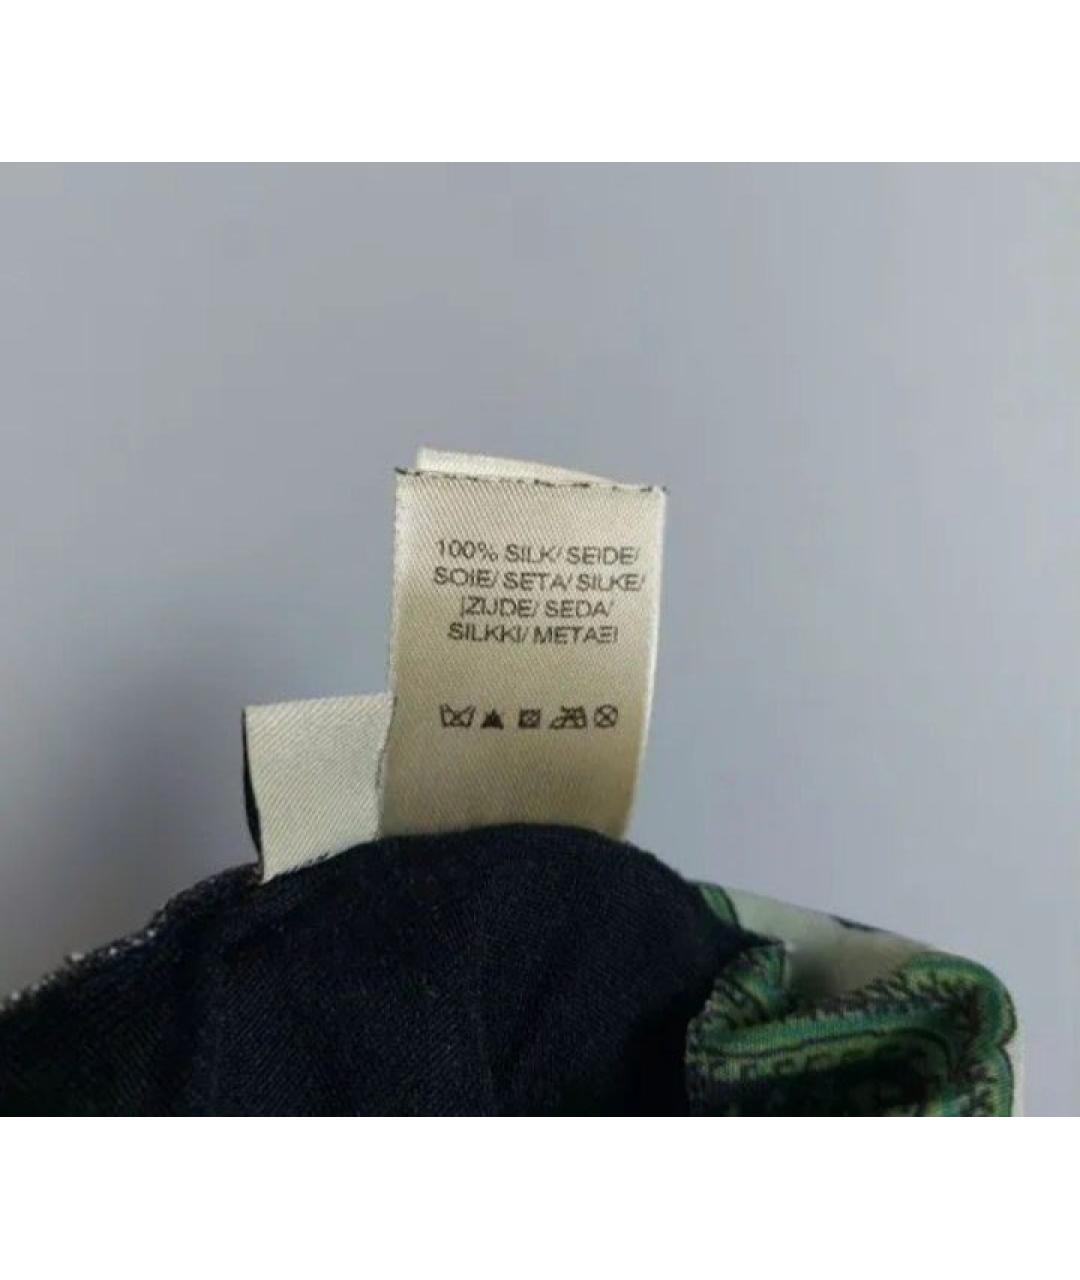 100% SILK/ SEIDE/
SOIE/ SETA/ SILKE/
ZIJDE/ SEDA/
SILKKI/ METAΞI